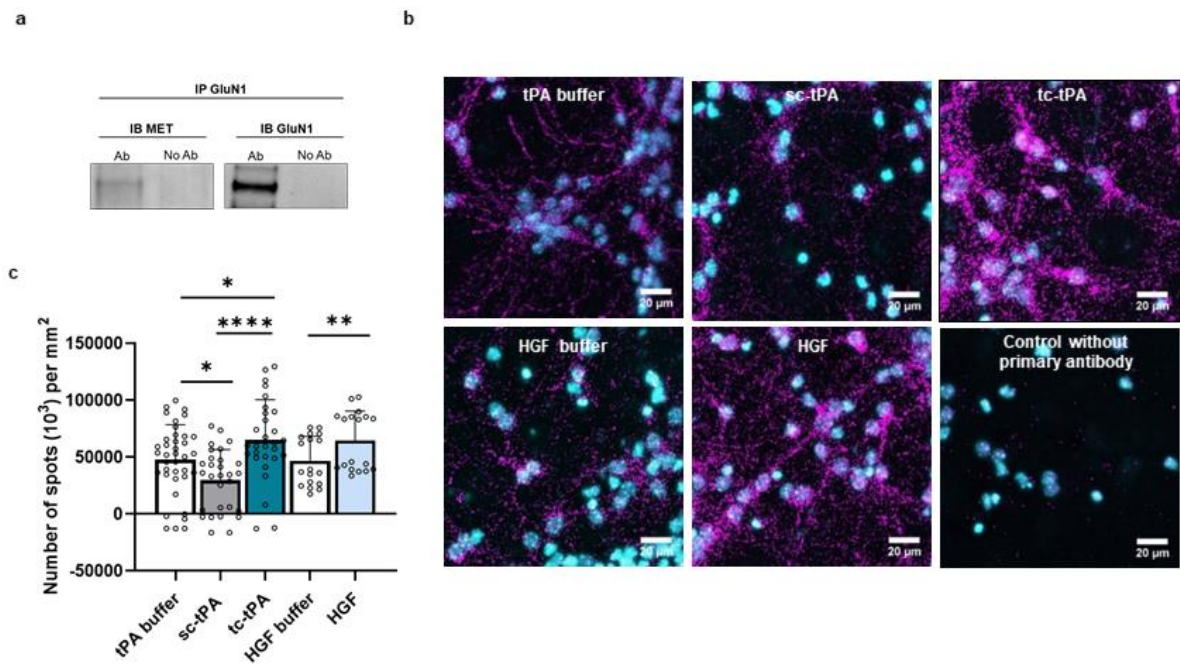 a
IP GluN1
IB MET IB GluN1
Ab No Ab Ab No Ab
b
tPA buffer sc-tPA tc-tPA
20 µm 20 µm 20 µm
HGF buffer HGF Control without
primary antibody
20 µm 20 µm 20 µm
c
Number of spots (10³) per mm²
*
**** **
*
150000
100000
50000
0
-50000
tPA buffer
sc-tPA
tc-tPA
HGF buffer
HGF